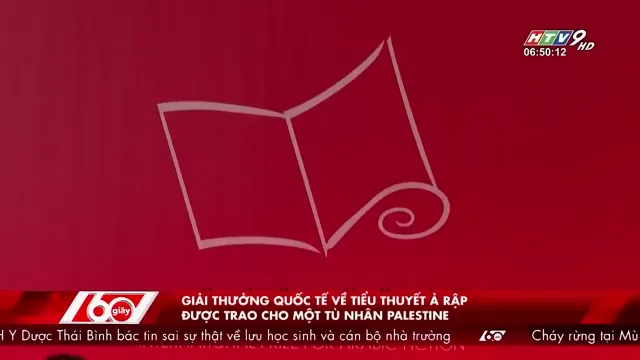 HTV9 HD
06:50:12
GIẢI THƯỞNG QUỐC TẾ VỀ TIỂU THUYẾT Ả RẬP
ĐƯỢC TRAO CHO MỘT TÙ NHÂN PALESTINE
60 giây
H Y Dược Thái Bình bác tin sai sự thật về lưu học sinh và cán bộ nhà trường 60 Cháy rừng tại Mù